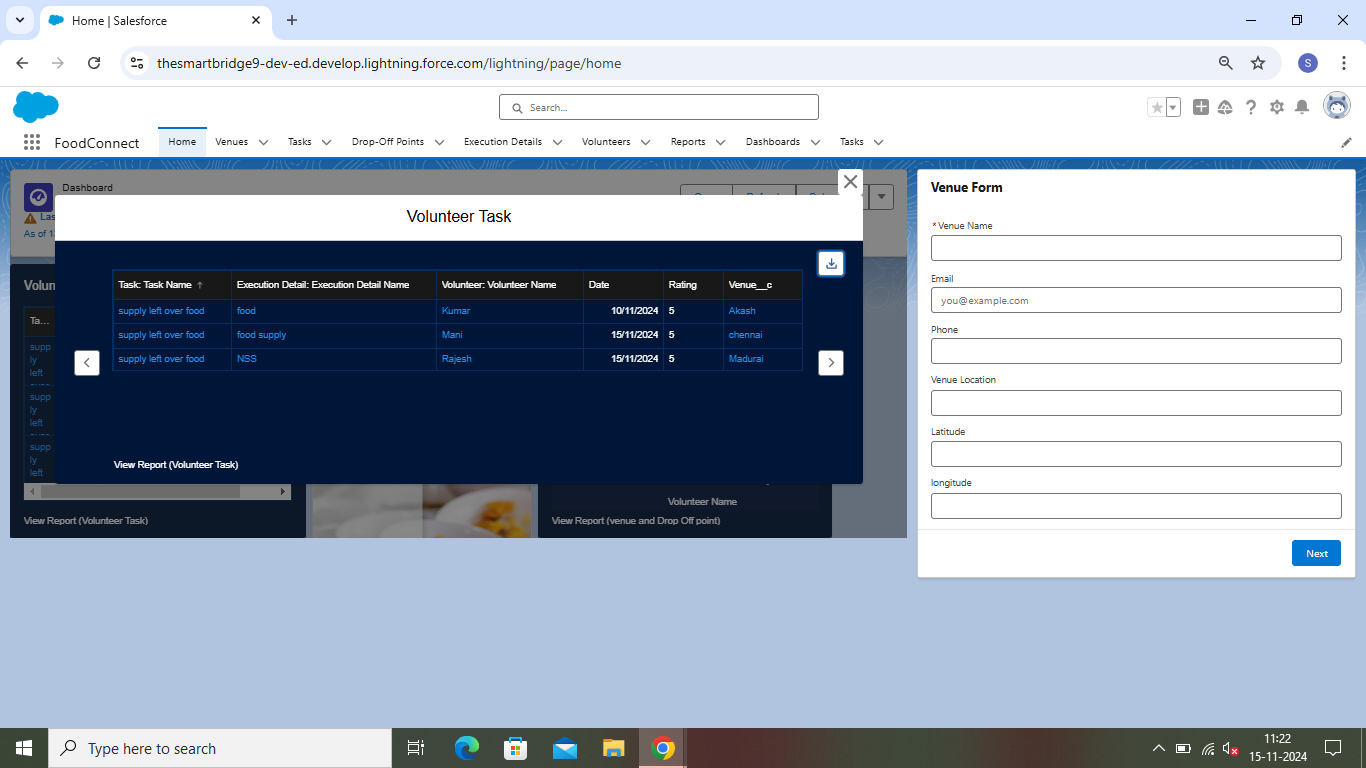 Home | Salesforce
thesmartbridge9-dev-ed.develop.lightning.force.com/lightning/page/home
S
Search...
FoodConnect Home Venues Tasks Drop-Off Points Execution Details Volunteers Reports Dashboards Tasks
Dashboard
As of 1
Volunteer Task
Task: Task Name ↑ Execution Detail: Execution Detail Name Volunteer: Volunteer Name Date Rating Venue__c
supply left over food food Kumar 10/11/2024 5 Akash
supply left over food food supply Mani 15/11/2024 5 chennai
supply left over food NSS Rajesh 15/11/2024 5 Madurai
View Report (Volunteer Task)
Ta...
supp
ly
left
supp
ly
left
supp
ly
left
View Report (Volunteer Task)
Volunteer Name
View Report (venue and Drop Off point)
Venue Form
* Venue Name
Email
you@example.com
Phone
Venue Location
Latitude
longitude
Next
Type here to search
11:22
15-11-2024